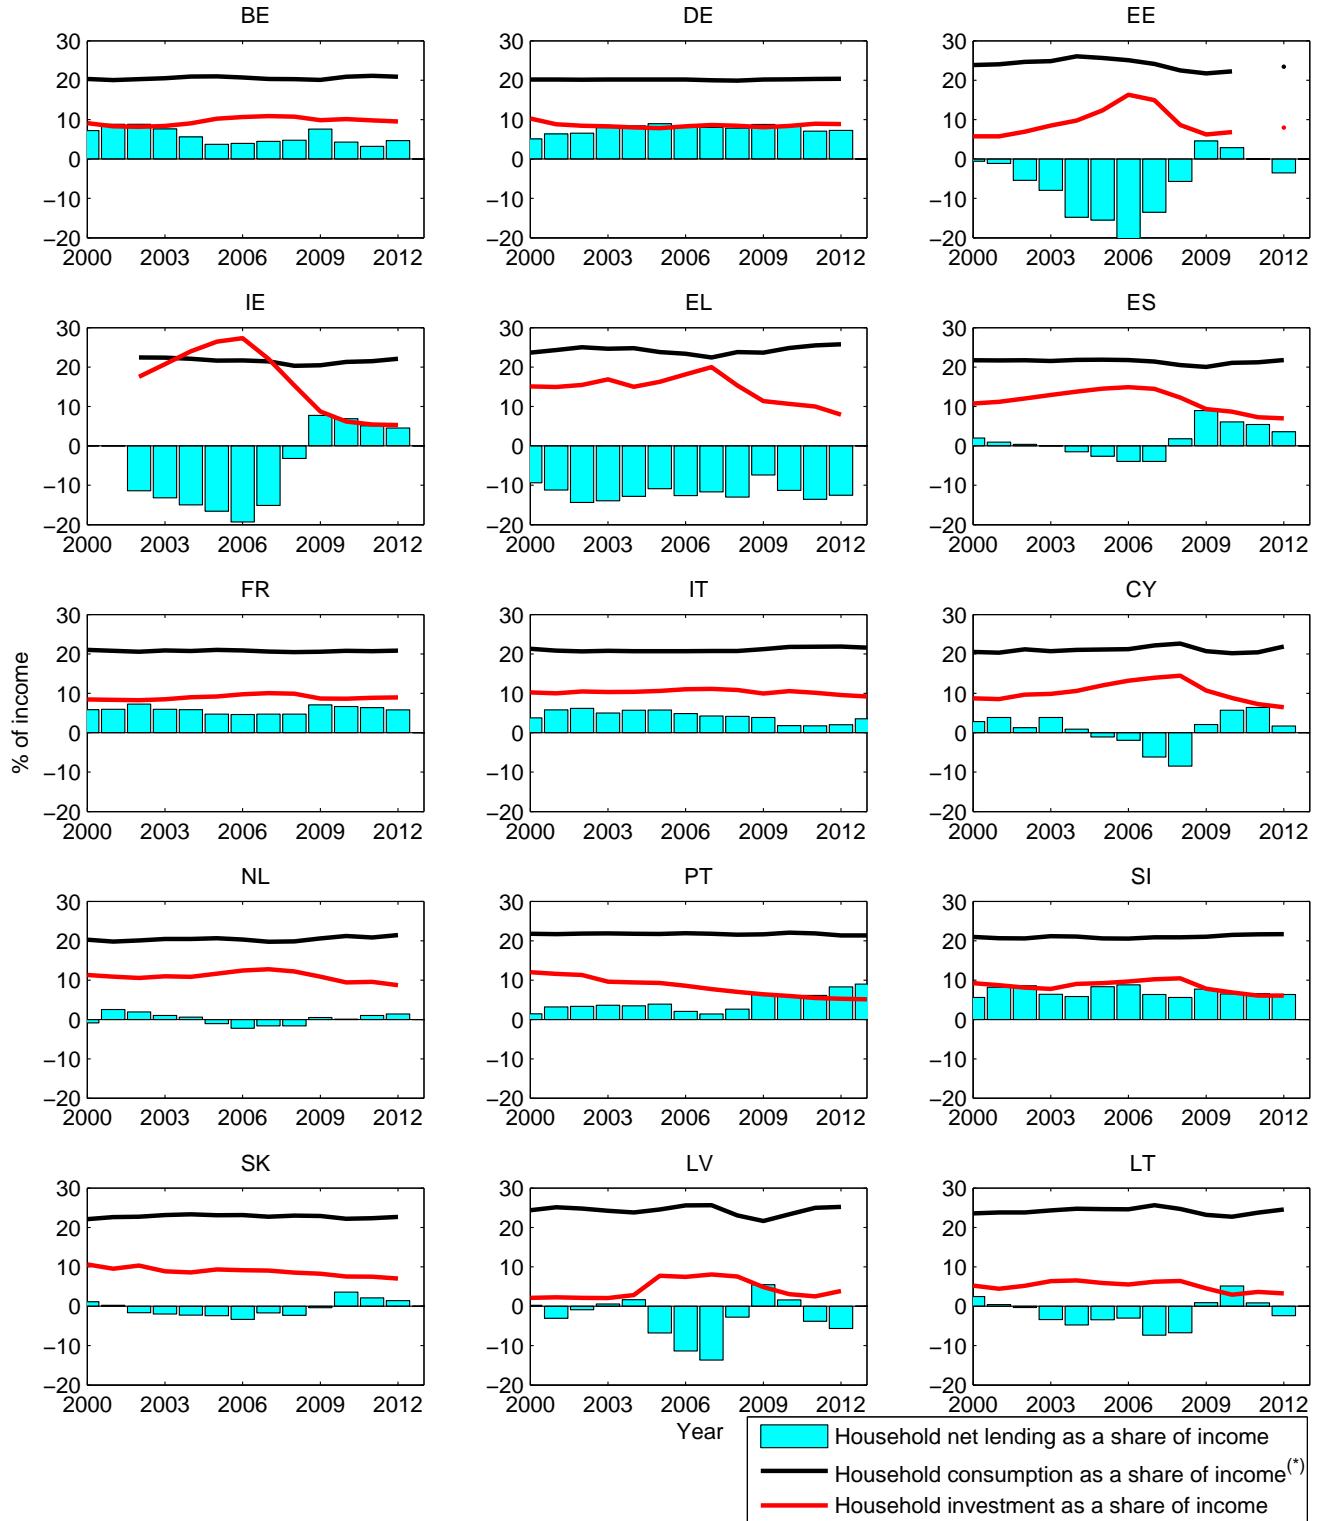 BE DE EE
30 30 30
20 20 20
10 10 10
0 0 0
−10 −10 −10
−20 −20 −20
2000 2003 2006 2009 2012 2000 2003 2006 2009 2012 2000 2003 2006 2009 2012
IE EL ES
30 30 30
20 20 20
10 10 10
0 0 0
−10 −10 −10
−20 −20 −20
2000 2003 2006 2009 2012 2000 2003 2006 2009 2012 2000 2003 2006 2009 2012
FR IT CY
30 30 30
20 20 20
10 10 10
0 0 0
−10 −10 −10
−20 −20 −20
2000 2003 2006 2009 2012 2000 2003 2006 2009 2012 2000 2003 2006 2009 2012
% of income
NL PT SI
30 30 30
20 20 20
10 10 10
0 0 0
−10 −10 −10
−20 −20 −20
2000 2003 2006 2009 2012 2000 2003 2006 2009 2012 2000 2003 2006 2009 2012
SK LV LT
30 30 30
20 20 20
10 10 10
0 0 0
−10 −10 −10
−20 −20 −20
2000 2003 2006 2009 2012 2000 2003 2006 2009 2012 2000 2003 2006 2009 2012
Year
Household net lending as a share of income
Household consumption as a share of income(*)
Household investment as a share of income